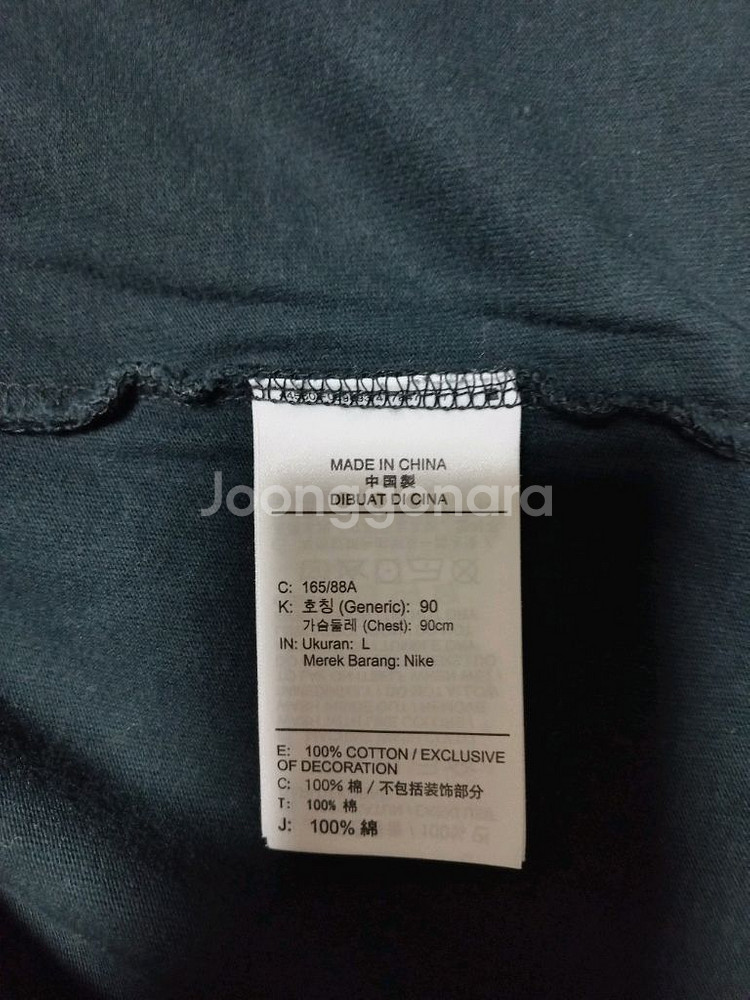 MADE IN CHINA
中国製
DIBUAT DI CINA
Joonggonara
C: 165/88A
K: 호칭 (Generic): 90
가슴둘레 (Chest): 90cm
IN: Ukuran: L
Merek Barang: Nike
E: 100% COTTON / EXCLUSIVE
OF DECORATION
C: 100% 棉 / 不包括装饰部分
T: 100% 棉
J: 100% 綿